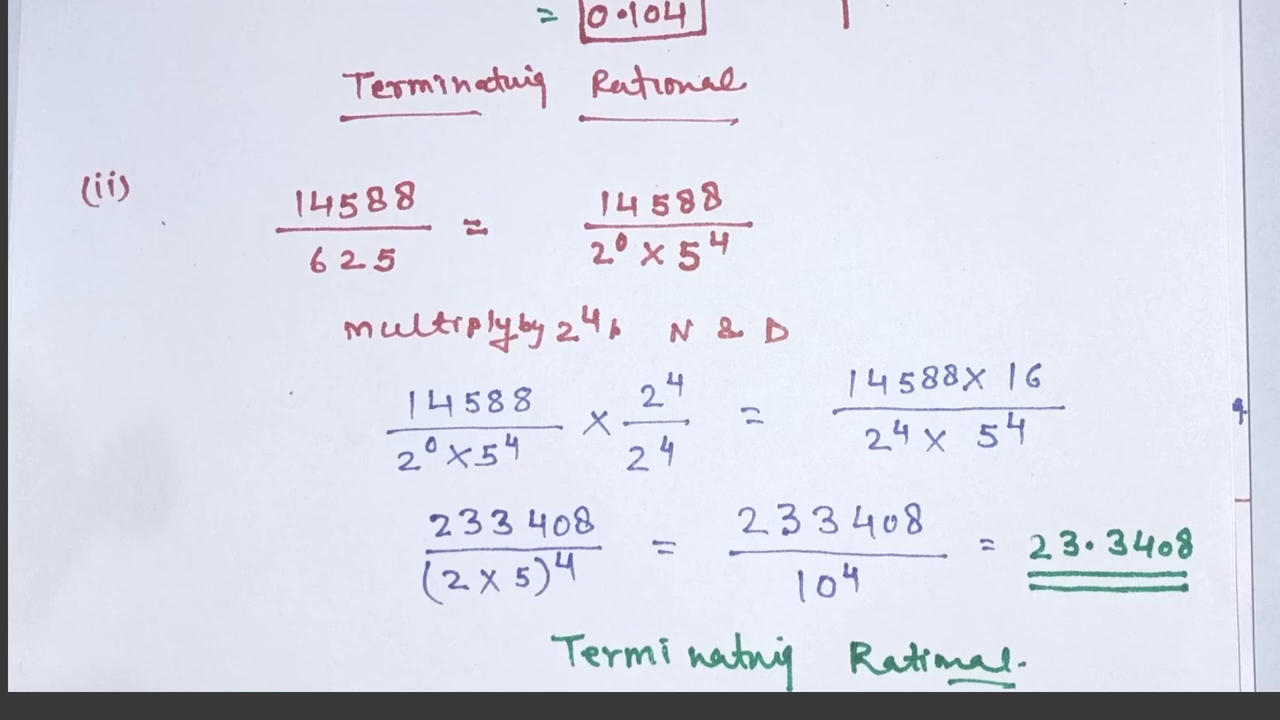 = 0.104
Terminating Rational
(ii) 14588/625 = 14588/2⁰ × 5⁴
multiply by 2⁴ N & D
14588/2⁰ × 5⁴ × 2⁴/2⁴ = 14588 × 16/2⁴ × 5⁴
233408/(2 × 5)⁴ = 233408/10⁴ = 23.3408
Terminating Rational.